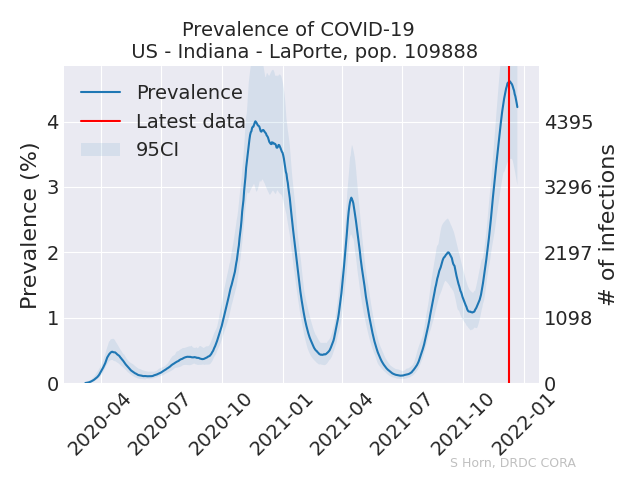 Prevalence of COVID-19
US - Indiana - LaPorte, pop. 109888
Prevalence
Latest data
95CI
Prevalence (%)
4
3
2
1
0
4395
3296
2197
1098
0
# of infections
2020-04
2020-07
2020-10
2021-01
2021-04
2021-07
2021-10
2022-01
S Horn, DRDC CORA